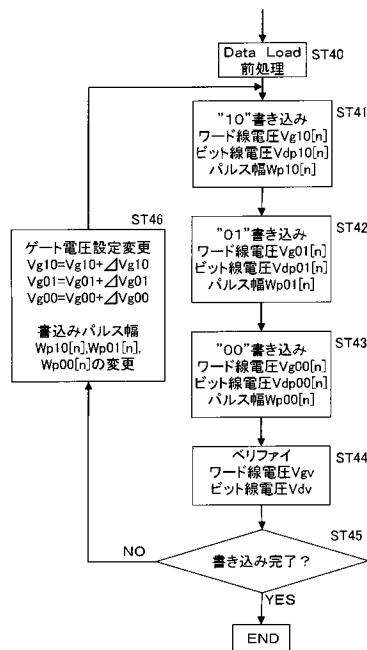 Data Load
前処理
ST40
"10"書き込み
ワード線電圧Vg10[n]
ビット線電圧Vdp10[n]
パルス幅Wp10[n]
ST41
ST46
ゲート電圧設定変更
Vg10=Vg10+⊿Vg10
Vg01=Vg01+⊿Vg01
Vg00=Vg00+⊿Vg00
書込みパルス幅
Wp10[n],Wp01[n],
Wp00[n]の変更
"01"書き込み
ワード線電圧Vg01[n]
ビット線電圧Vdp01[n]
パルス幅Wp01[n]
ST42
"00"書き込み
ワード線電圧Vg00[n]
ビット線電圧Vdp00[n]
パルス幅Wp00[n]
ST43
ベリファイ
ワード線電圧Vgv
ビット線電圧Vdv
ST44
ST45
NO
書き込み完了？
YES
END